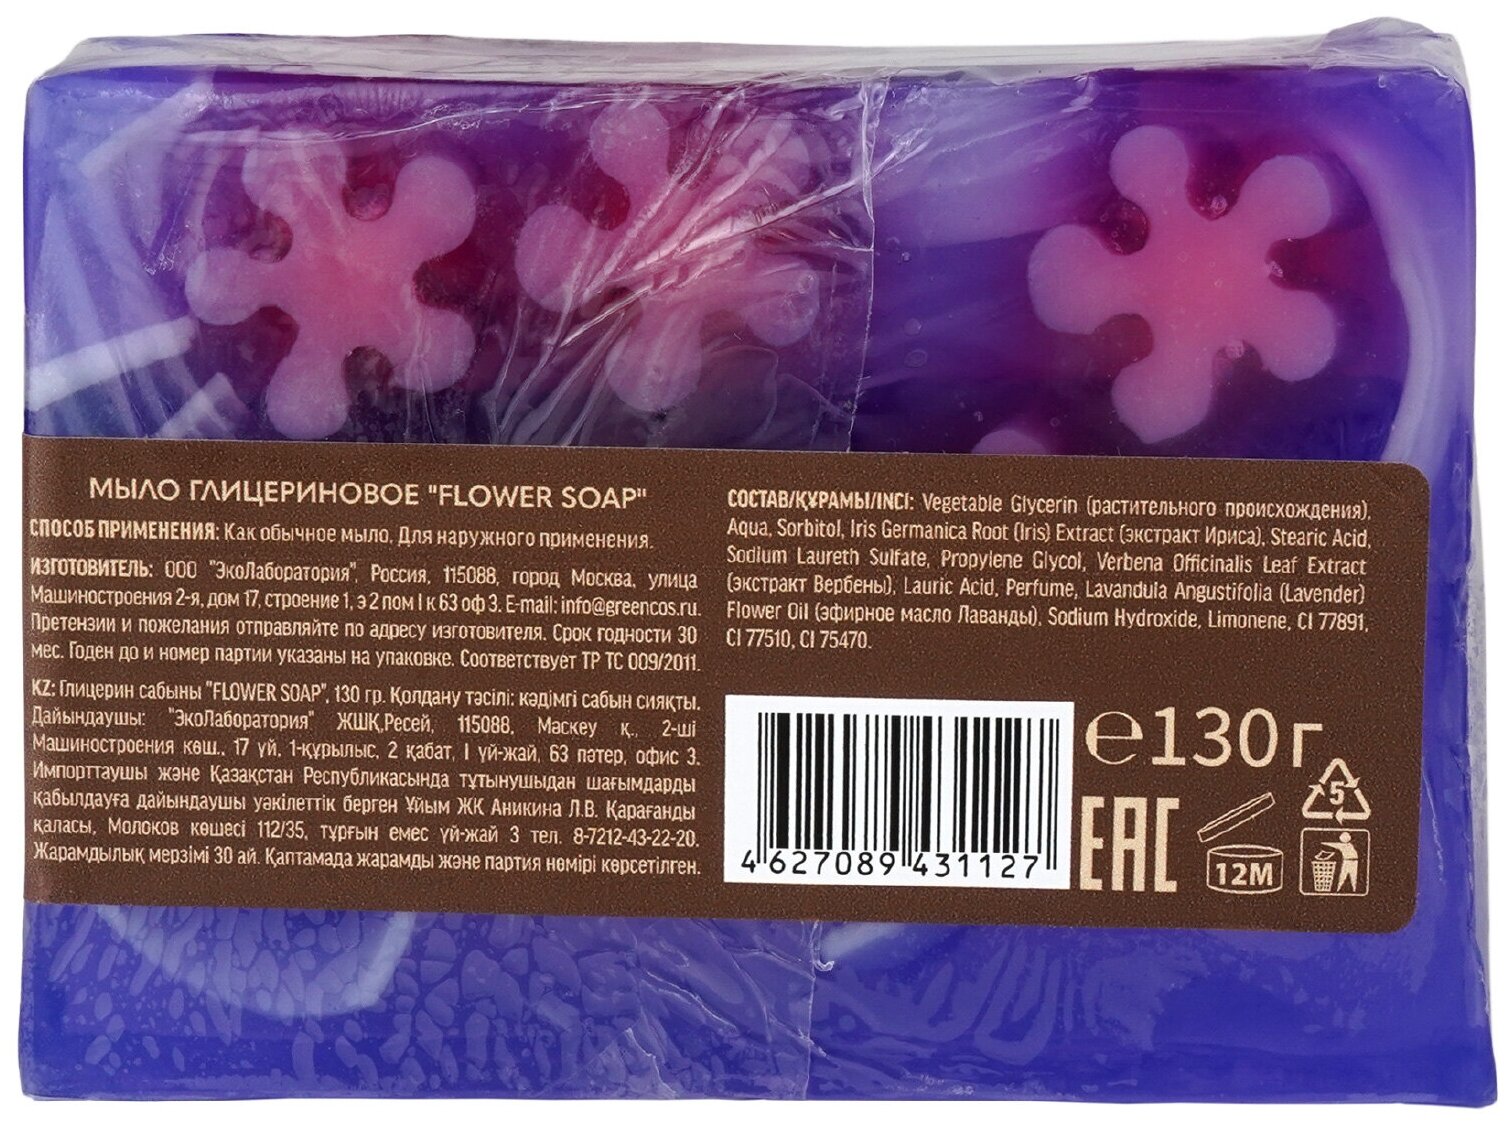 МЫЛО ГЛИЦЕРИНОВОЕ "FLOWER SOAP"
СПОСОБ ПРИМЕНЕНИЯ: Как обычное мыло. Для наружного применения.
ИЗГОТОВИТЕЛЬ: ООО "ЭкоЛаборатория", Россия, 115088, город Москва, улица
Машиностроения 2-я, дом 17, строение 1, э 2 пом I к 63 оф 3. E-mail: info@greencos.ru.
Претензии и пожелания отправляйте по адресу изготовителя. Срок годности 30
мес. Годен до и номер партии указаны на упаковке. Соответствует ТР ТС 009/2011.
KZ: Глицерин сабыны "FLOWER SOAP", 130 гр. Қолдану тәсілі: кәдімгі сабын сияқты.
Дайындаушы: "ЭкоЛаборатория" ЖШҚ,Ресей, 115088, Мәскеу қ., 2-ші
Машиностроения көш., 17 үй, 1-құрылыс, 2 қабат, I үй-жай, 63 пәтер, офис 3.
Импорттаушы және Қазақстан Республикасында тұтынушыдан шағымдарды
қабылдауға дайындаушы уәкілеттік берген Ұйым ЖК Аникина Л.В. Қарағанды
қаласы, Молоков көшесі 112/35, тұрғын емес үй-жай 3 тел. 8-7212-43-22-20.
Жарамдылық мерзімі 30 ай. Қаптамада жарамды және партия нөмірі көрсетілген.
СОСТАВ/ҚҰРАМЫ/INCI: Vegetable Glycerin (растительного происхождения),
Aqua, Sorbitol, Iris Germanica Root (Iris) Extract (экстракт Ириса), Stearic Acid,
Sodium Laureth Sulfate, Propylene Glycol, Verbena Officinalis Leaf Extract
(экстракт Вербены), Lauric Acid, Perfume, Lavandula Angustifolia (Lavender)
Flower Oil (эфирное масло Лаванды), Sodium Hydroxide, Limonene, CI 77891,
CI 77510, CI 75470.
4 627089 431127
℮130 г
5
EAC
12M